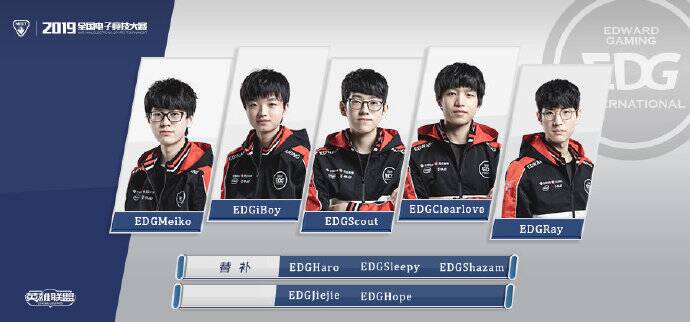 2019全国电子竞技大赛
EDWARD
GAMING
EDG
INTERNATIONAL
EDGMeiko
EDGiBoy
EDGScout
EDGClearlove
EDGRay
替补
EDGHaro EDGSleepy EDGShazam
EDGJiejie EDGHope
英雄联盟